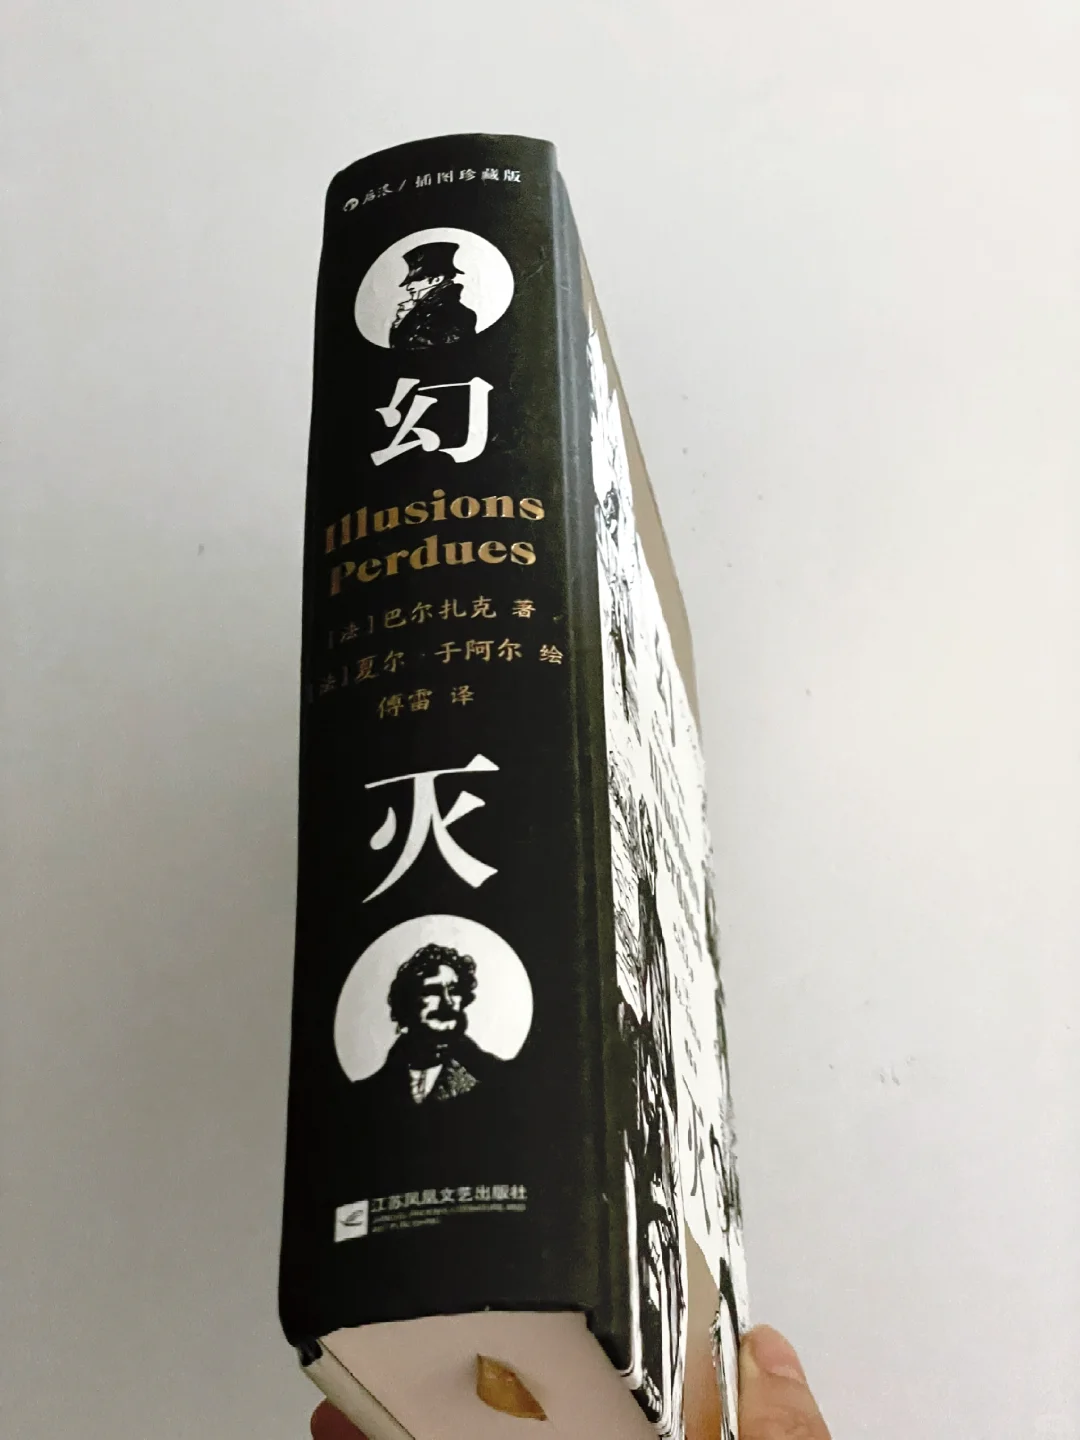 后浪/插图珍藏版
幻
Illusions
Perdues
[法]巴尔扎克 著
[法]夏尔·于阿尔 绘
傅雷 译
灭
江苏凤凰文艺出版社